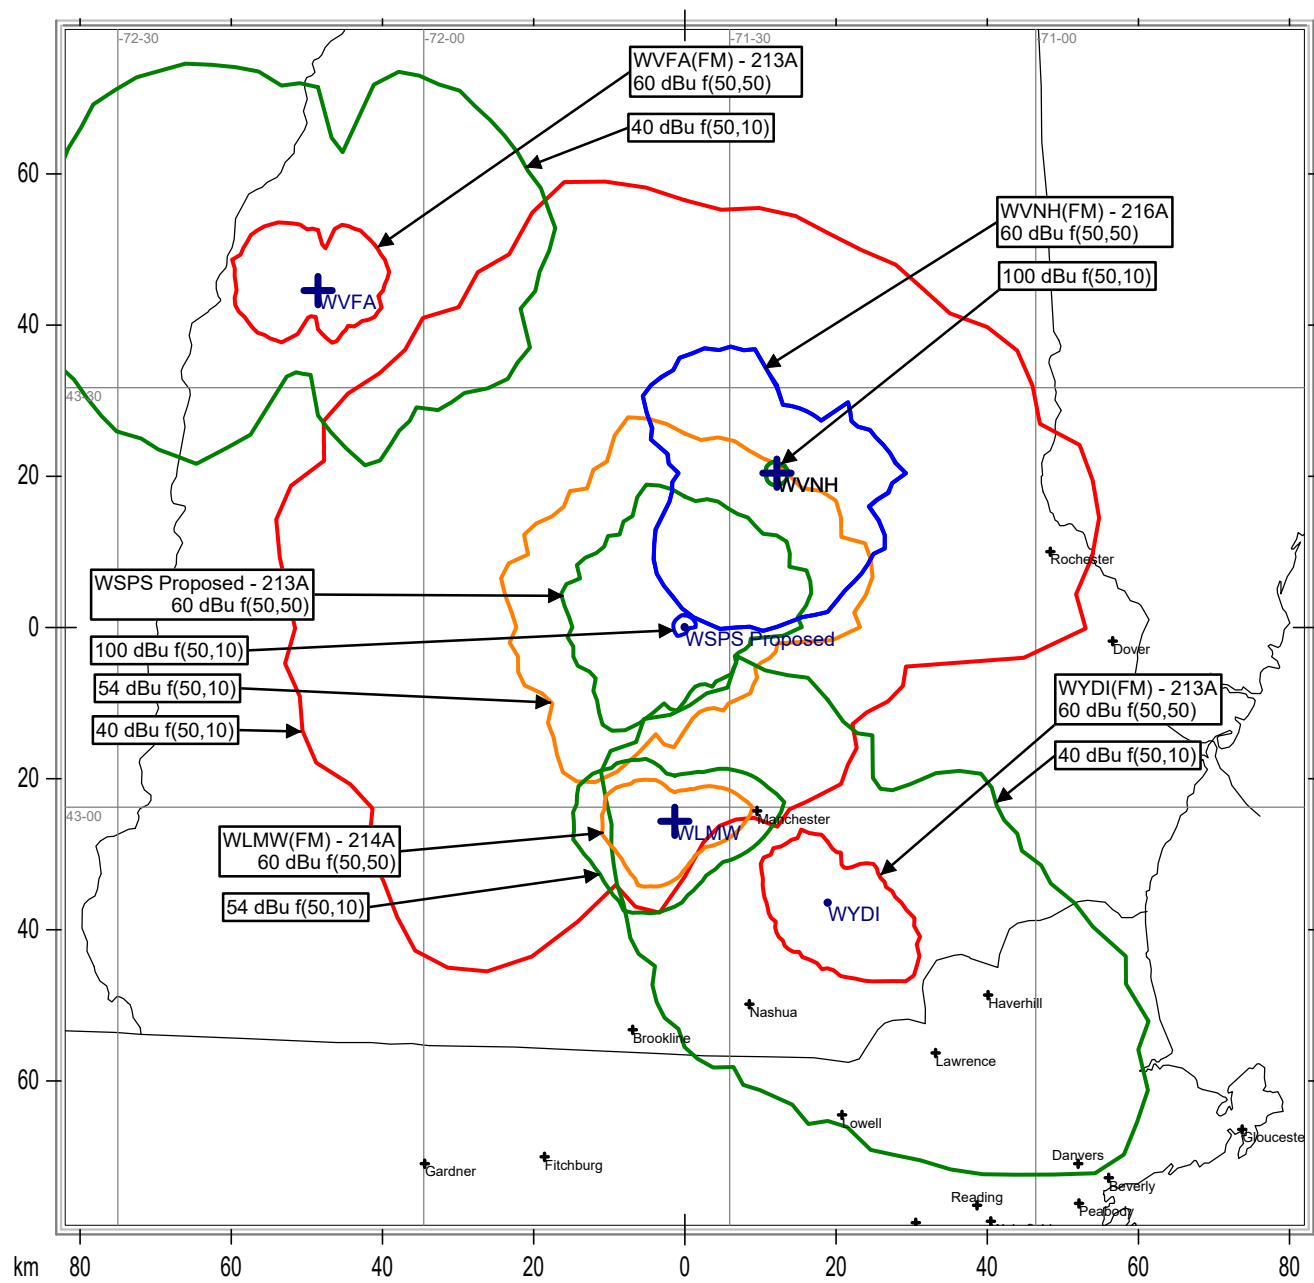 -72-30
-72-00
-71-30
-71-00
WVFA(FM) - 213A
60 dBu f(50,50)
40 dBu f(50,10)
60
WVNH(FM) - 216A
60 dBu f(50,50)
100 dBu f(50,10)
WVFA
40
43-30
20
WVNH
Rochester
WSPS Proposed - 213A
60 dBu f(50,50)
0
WSPS Proposed
100 dBu f(50,10)
Dover
54 dBu f(50,10)
WYDI(FM) - 213A
60 dBu f(50,50)
40 dBu f(50,10)
40 dBu f(50,10)
20
43-00
Manchester
WLMW
WLMW(FM) - 214A
60 dBu f(50,50)
54 dBu f(50,10)
WYDI
40
Nashua
Haverhill
Brookline
Lawrence
60
Lowell
Glouceste
Gardner
Fitchburg
Danvers
Beverly
Reading
Peabody
km
80
60
40
20
0
20
40
60
80